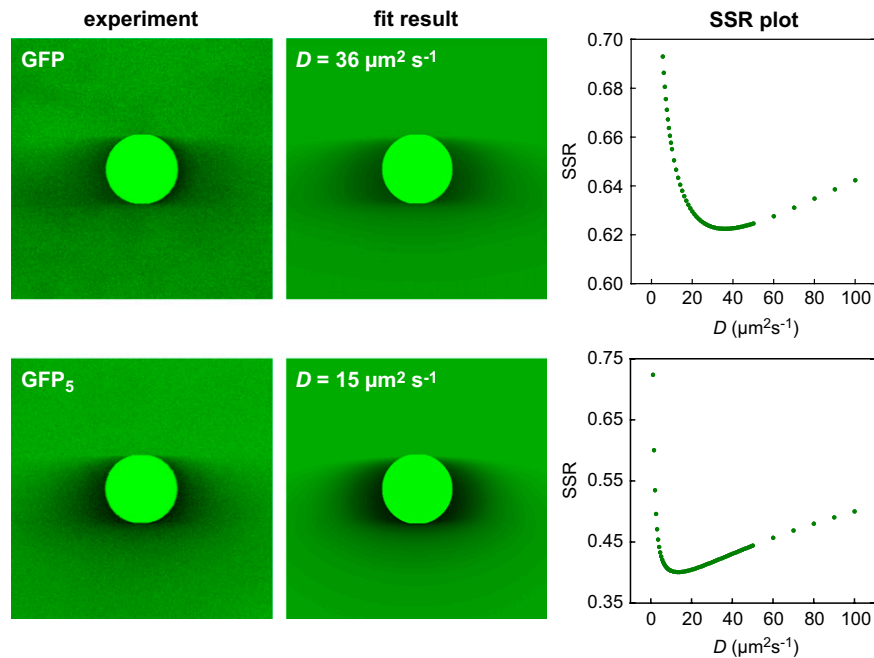 experiment fit result SSR plot
GFP
D = 36 µm² s⁻¹
0.70
0.68
0.66
0.64
0.62
0.60
SSR
0 20 40 60 80 100
D (µm²s⁻¹)
GFP₅
D = 15 µm² s⁻¹
0.75
0.65
0.55
0.45
0.35
SSR
0 20 40 60 80 100
D (µm²s⁻¹)